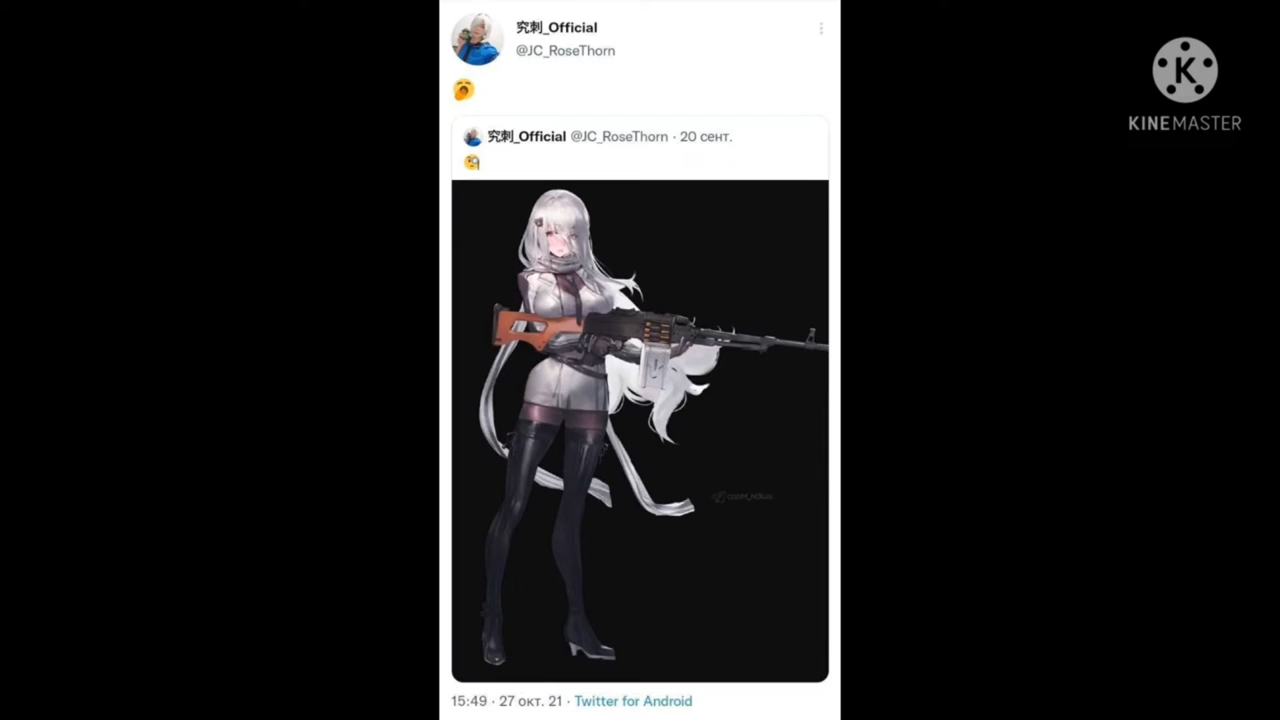 究刺_Official
@JC_RoseThorn
究刺_Official @JC_RoseThorn · 20 сент.
15:49 · 27 окт. 21 · Twitter for Android
K
KINEMASTER